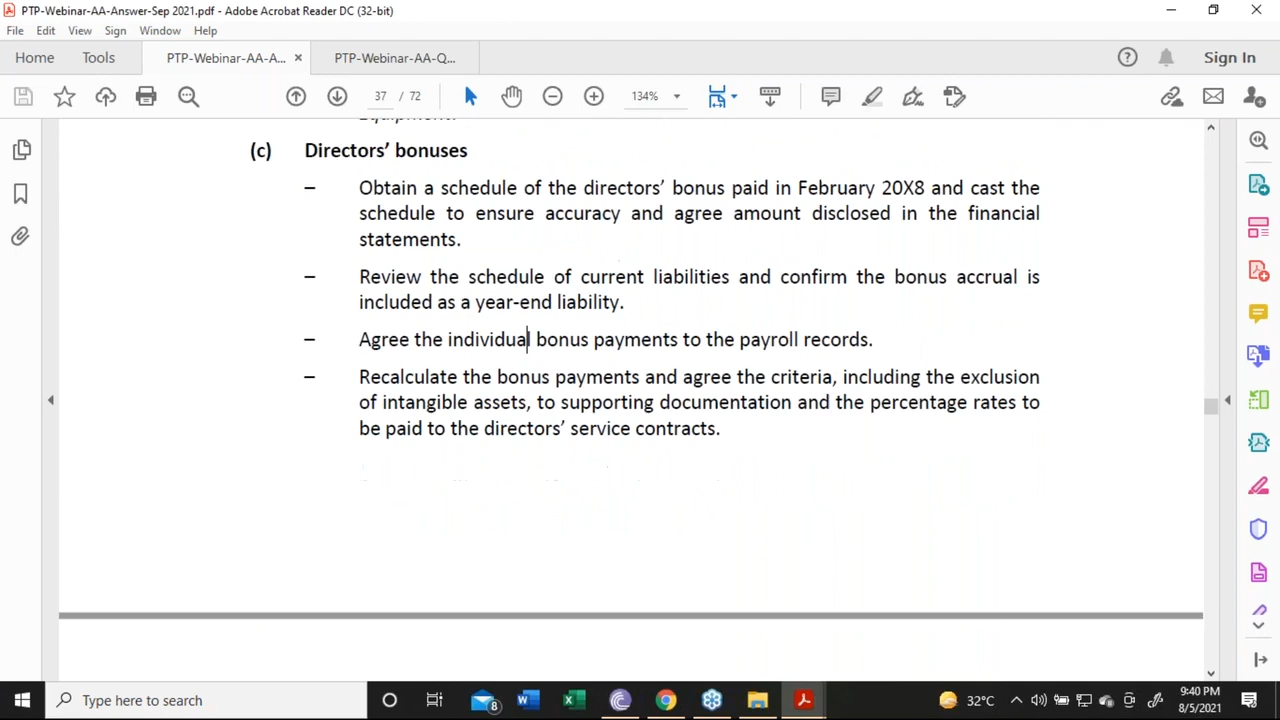 PTP-Webinar-AA-Answer-Sep 2021.pdf - Adobe Acrobat Reader DC (32-bit)
File Edit View Sign Window Help
Home Tools PTP-Webinar-AA-A... × PTP-Webinar-AA-Q... Sign In
37 / 72 134%
Equipment.
(c) Directors’ bonuses
– Obtain a schedule of the directors’ bonus paid in February 20X8 and cast the
schedule to ensure accuracy and agree amount disclosed in the financial
statements.
– Review the schedule of current liabilities and confirm the bonus accrual is
included as a year-end liability.
– Agree the individual bonus payments to the payroll records.
– Recalculate the bonus payments and agree the criteria, including the exclusion
of intangible assets, to supporting documentation and the percentage rates to
be paid to the directors’ service contracts.
Type here to search
8
32°C
9:40 PM
8/5/2021